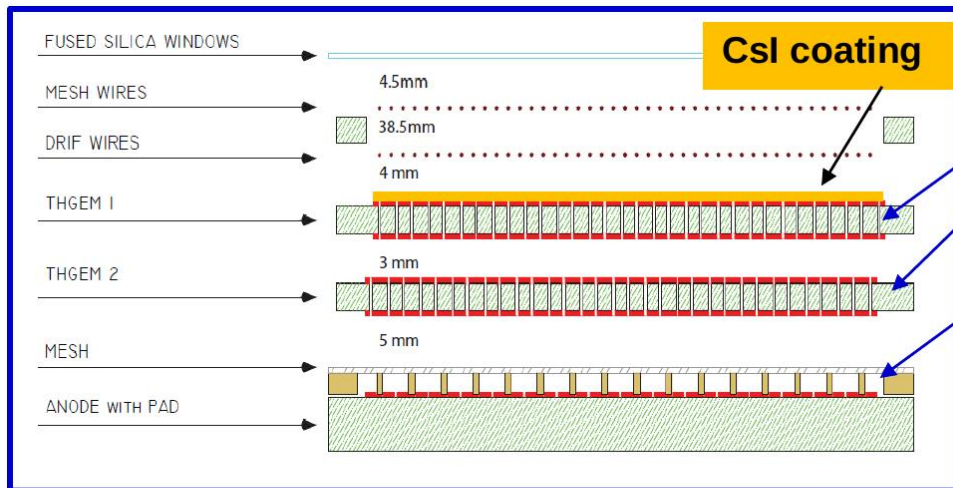 FUSED SILICA WINDOWS
CsI coating
4.5mm
MESH WIRES
38.5mm
DRIF WIRES
4 mm
THGEM 1
3 mm
THGEM 2
5 mm
MESH
ANODE WITH PAD